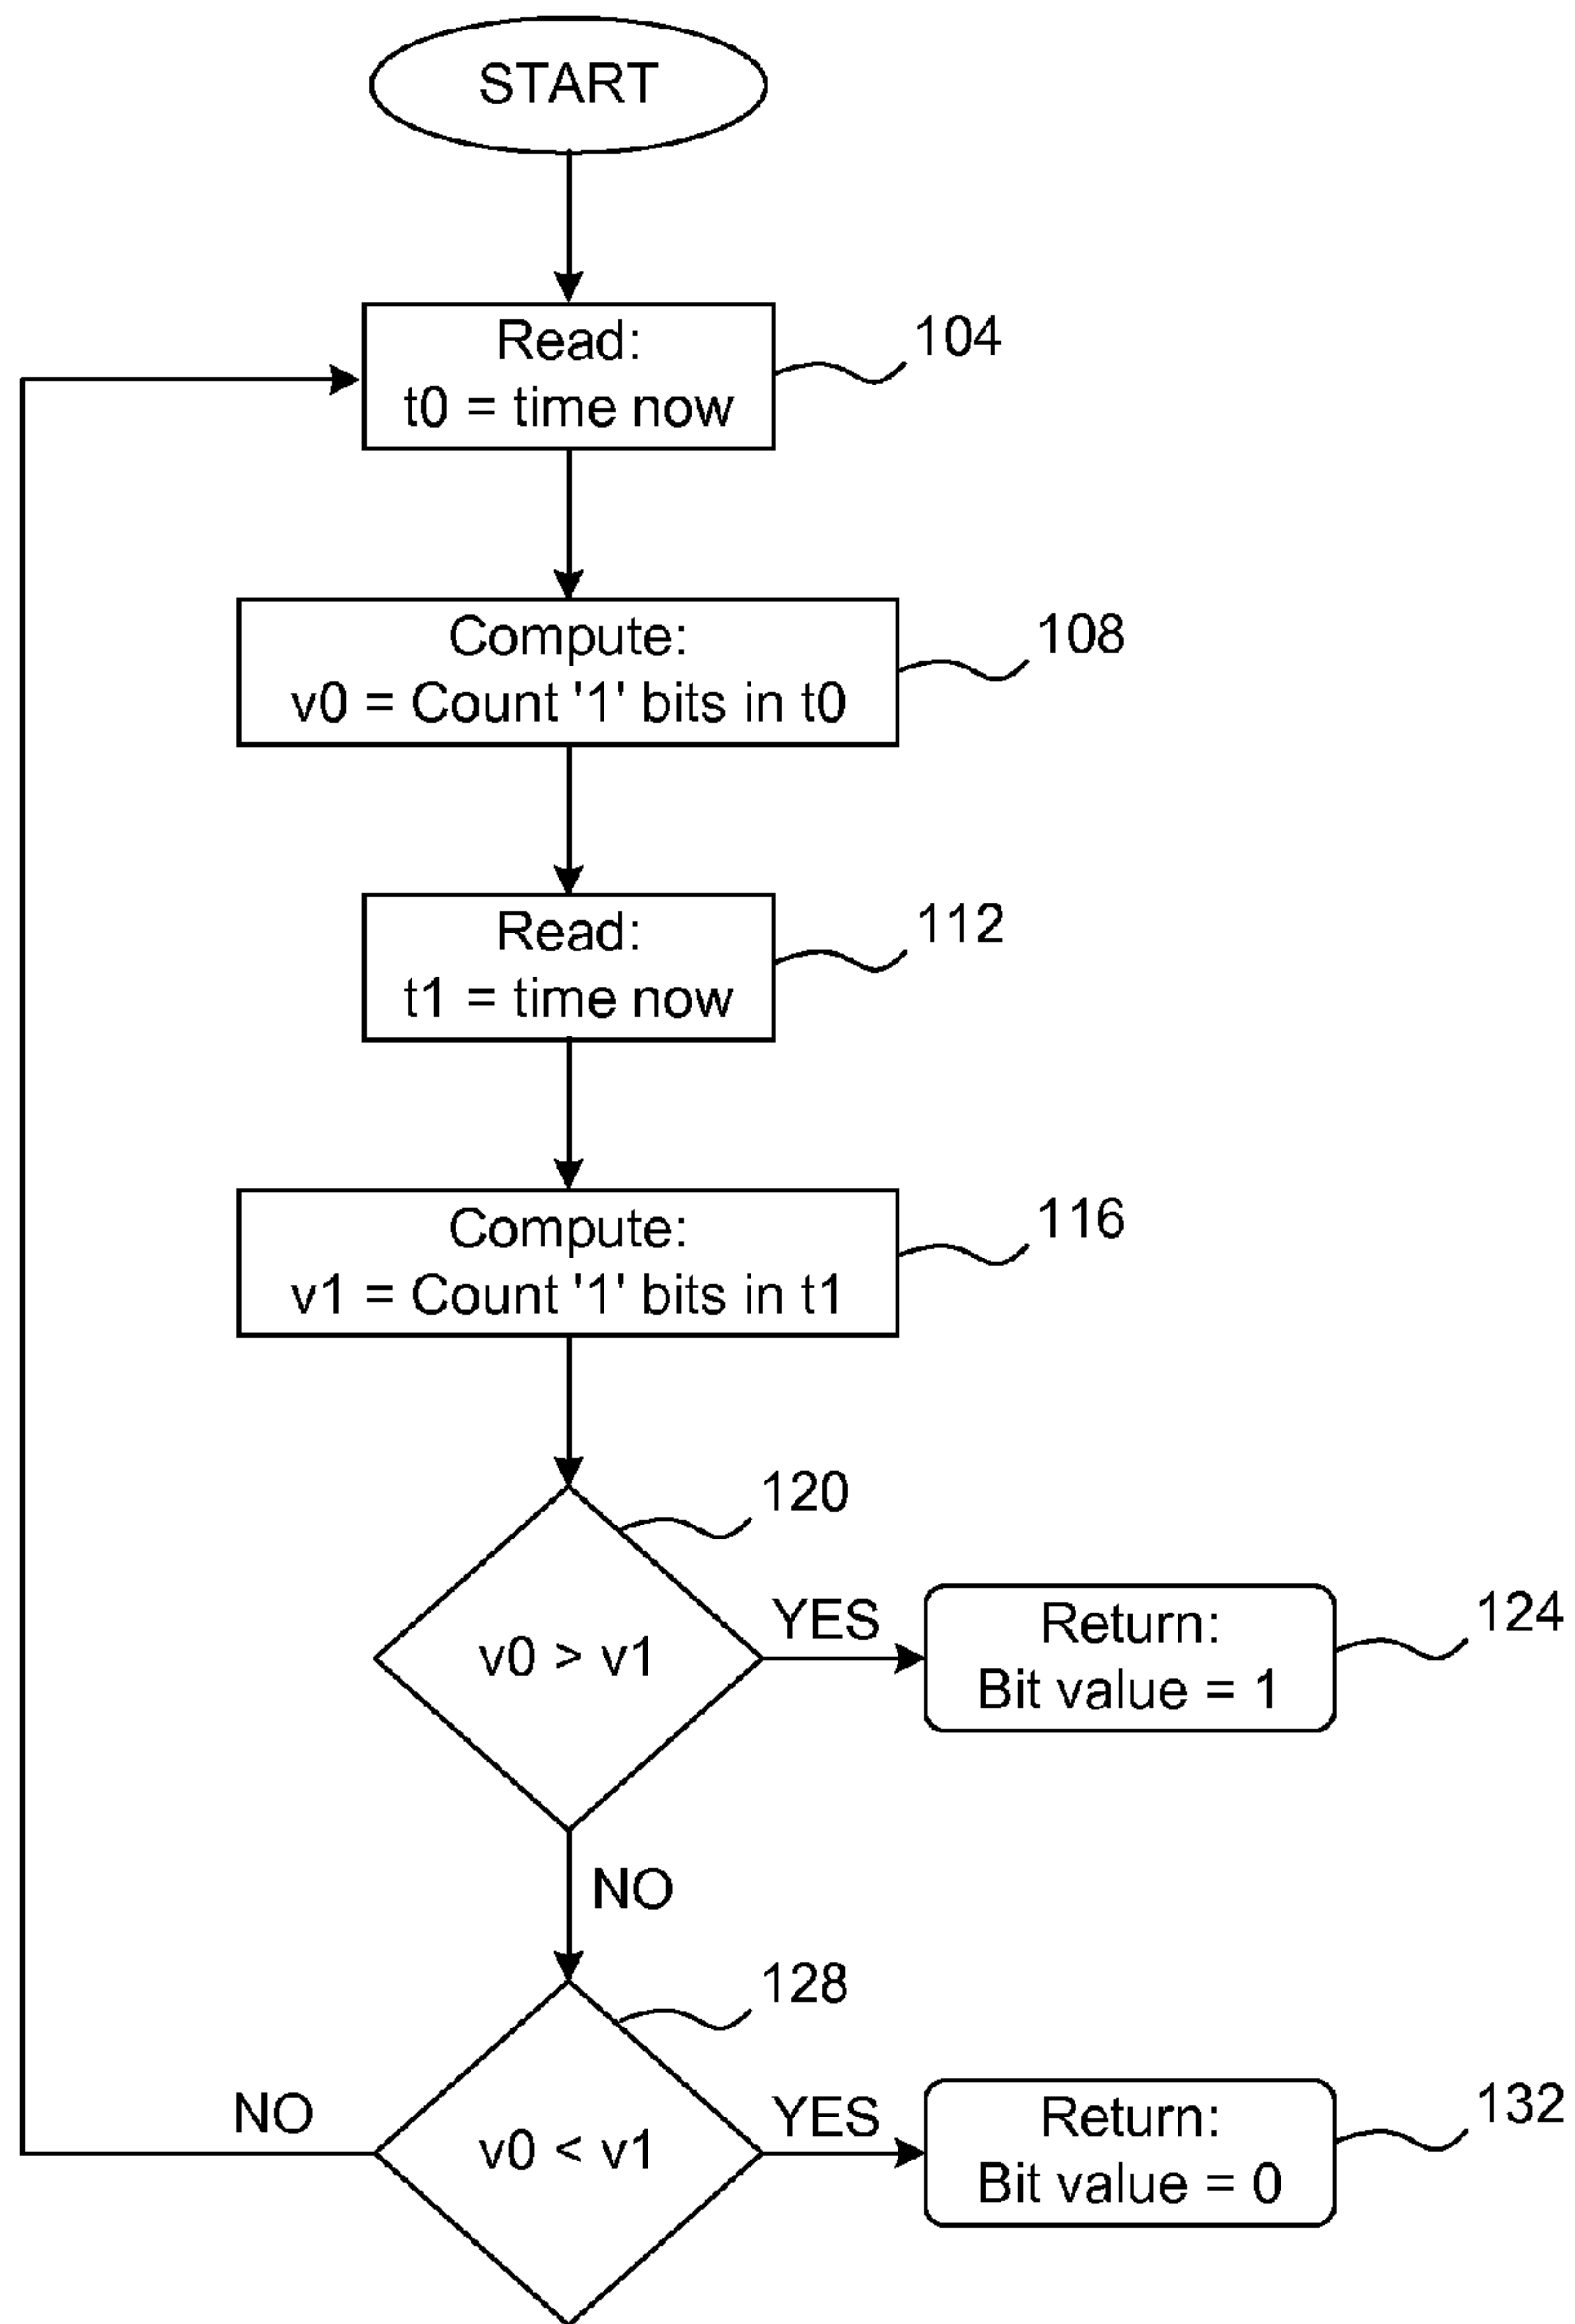 START
Read:
t0 = time now
104
Compute:
v0 = Count '1' bits in t0
108
Read:
t1 = time now
112
Compute:
v1 = Count '1' bits in t1
116
120
v0 > v1
YES
Return:
Bit value = 1
124
NO
128
v0 < v1
NO
YES
Return:
Bit value = 0
132